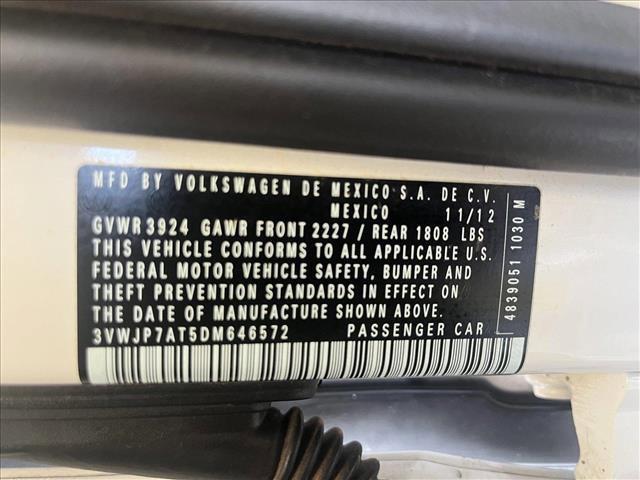 MFD BY VOLKSWAGEN DE MEXICO S.A. DE C.V.
MEXICO 11/12
GVWR 3924 GAWR FRONT 2227 / REAR 1808 LBS
THIS VEHICLE CONFORMS TO ALL APPLICABLE U.S.
FEDERAL MOTOR VEHICLE SAFETY, BUMPER AND
THEFT PREVENTION STANDARDS IN EFFECT ON
THE DATE OF MANUFACTURE SHOWN ABOVE.
3VWJP7AT5DM646572 PASSENGER CAR
4839051 1030 M